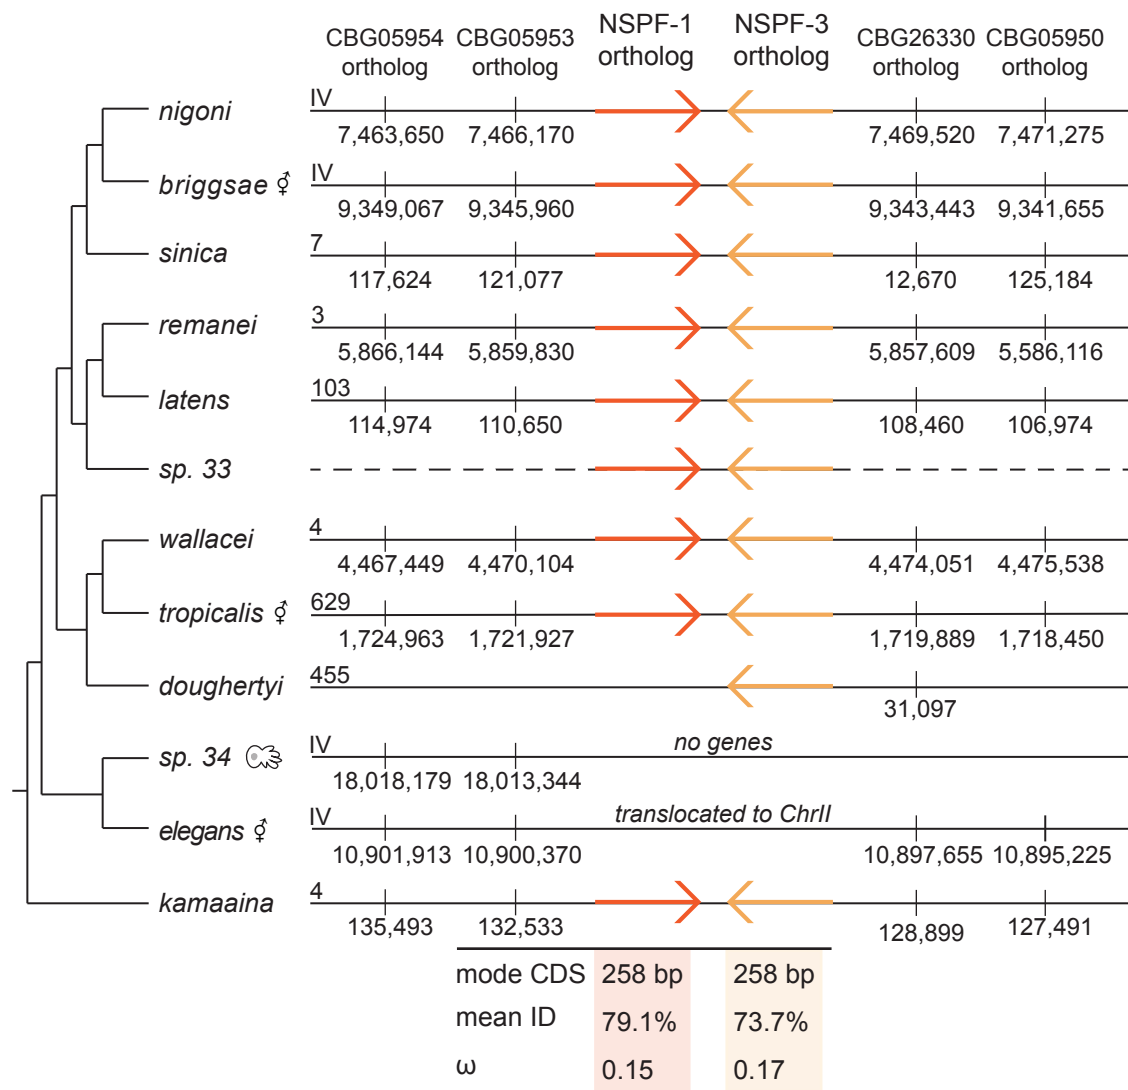 CBG05954 CBG05953 NSPF-1 NSPF-3 CBG26330 CBG05950
ortholog ortholog ortholog ortholog ortholog ortholog
nigoni IV
7,463,650 7,466,170 7,469,520 7,471,275
briggsae ⚥ IV
9,349,067 9,345,960 9,343,443 9,341,655
sinica 7
117,624 121,077 12,670 125,184
remanei 3
5,866,144 5,859,830 5,857,609 5,586,116
latens 103
114,974 110,650 108,460 106,974
sp. 33
wallacei 4
4,467,449 4,470,104 4,474,051 4,475,538
tropicalis ⚥ 629
1,724,963 1,721,927 1,719,889 1,718,450
doughertyi 455
31,097
sp. 34 IV no genes
18,018,179 18,013,344
elegans ⚥ IV translocated to ChrII
10,901,913 10,900,370 10,897,655 10,895,225
kamaaina 4
135,493 132,533 128,899 127,491
mode CDS 258 bp 258 bp
mean ID 79.1% 73.7%
ω 0.15 0.17